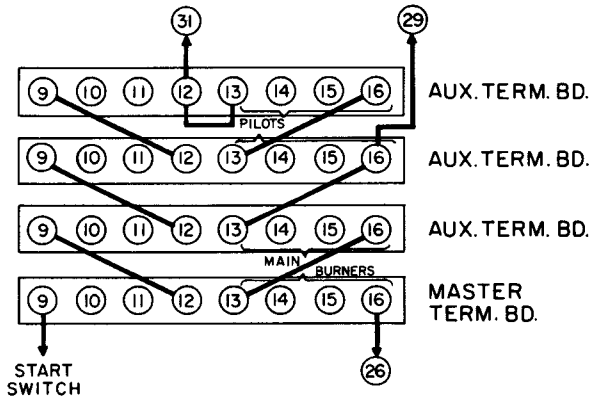 31 29
9 10 11 12 13 14 15 16 AUX. TERM. BD.
PILOTS
9 10 11 12 13 14 15 16 AUX. TERM. BD.
9 10 11 12 13 14 15 16 AUX. TERM. BD.
MAIN
BURNERS
9 10 11 12 13 14 15 16 MASTER
TERM. BD.
START
SWITCH
26